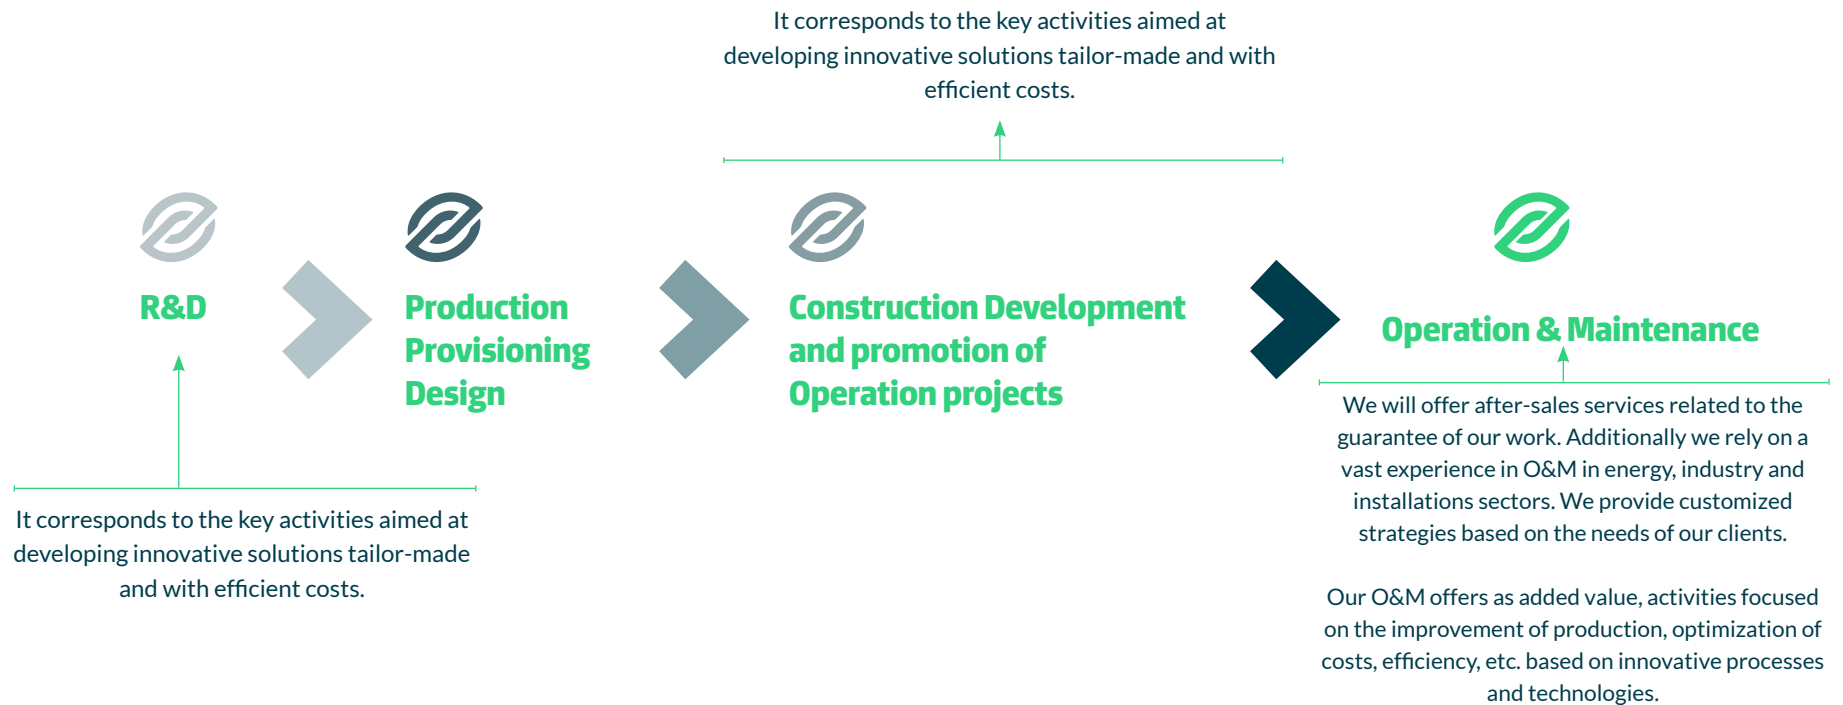 It corresponds to the key activities aimed at
developing innovative solutions tailor-made and with
efficient costs.
R&D
Production
Provisioning
Design
Construction Development
and promotion of
Operation projects
Operation & Maintenance
It corresponds to the key activities aimed at
developing innovative solutions tailor-made
and with efficient costs.
We will offer after-sales services related to the
guarantee of our work. Additionally we rely on a
vast experience in O&M in energy, industry and
installations sectors. We provide customized
strategies based on the needs of our clients.
Our O&M offers as added value, activities focused
on the improvement of production, optimization of
costs, efficiency, etc. based on innovative processes
and technologies.